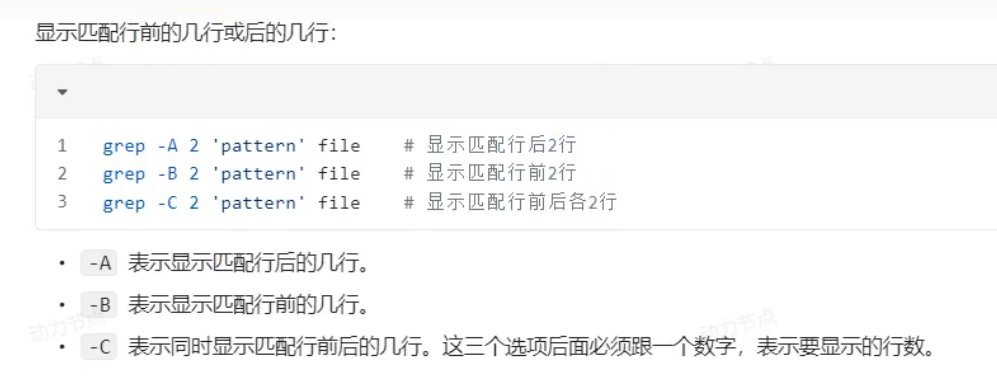 显示匹配行前的几行或后的几行：
1 grep -A 2 'pattern' file # 显示匹配行后2行
2 grep -B 2 'pattern' file # 显示匹配行前2行
3 grep -C 2 'pattern' file # 显示匹配行前后各2行
• -A 表示显示匹配行后的几行。
• -B 表示显示匹配行前的几行。
• -C 表示同时显示匹配行前后的几行。这三个选项后面必须跟一个数字，表示要显示的行数。
动力节点
动力节点